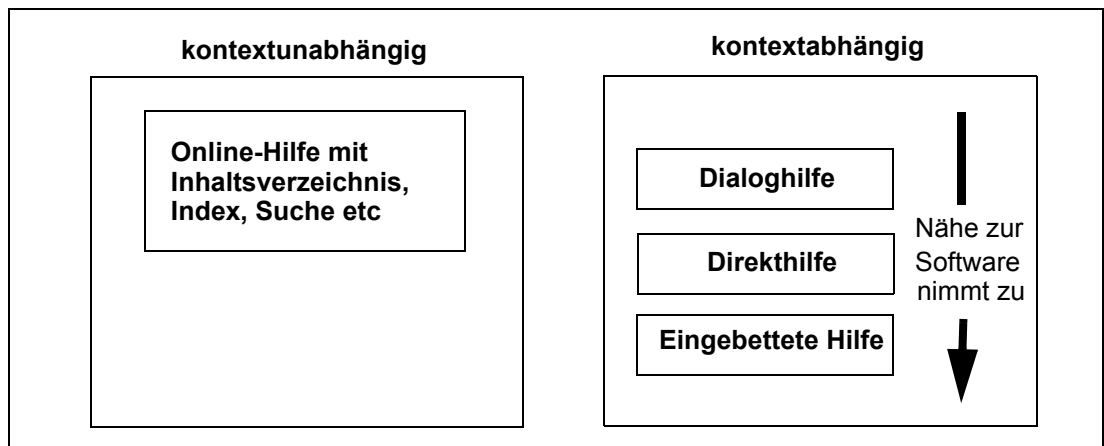 kontextunabhängig
Online-Hilfe mit
Inhaltsverzeichnis,
Index, Suche etc
kontextabhängig
Dialoghilfe
Direkthilfe
Eingebettete Hilfe
Nähe zur
Software
nimmt zu